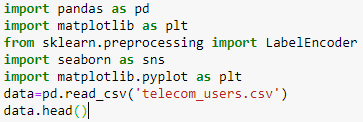 import pandas as pd
import matplotlib as plt
from sklearn.preprocessing import LabelEncoder
import seaborn as sns
import matplotlib.pyplot as plt
data=pd.read_csv('telecom_users.csv')
data.head()